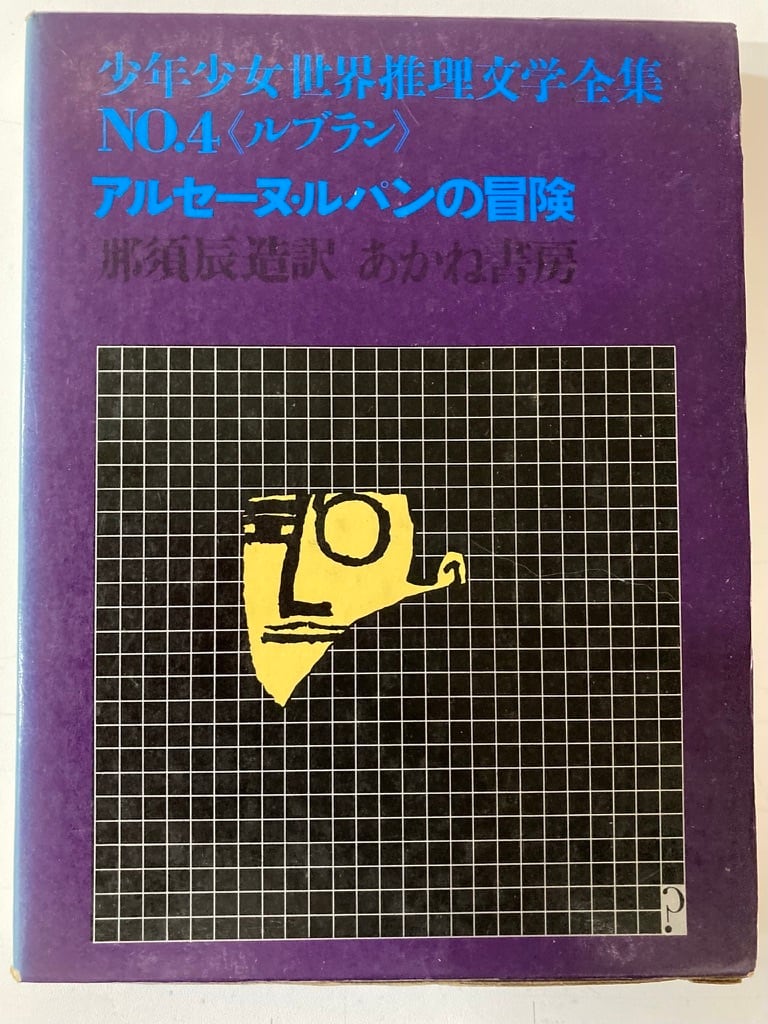 少年少女世界推理文学全集
NO.4《ルブラン》
アルセーヌ・ルパンの冒険
那須辰造訳 あかね書房
?